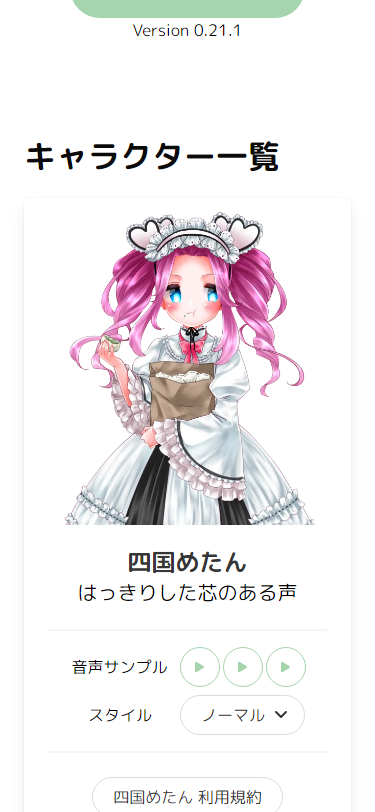 Version 0.21.1
キャラクター一覧
四国めたん
はっきりした芯のある声
音声サンプル
スタイル ノーマル
四国めたん 利用規約